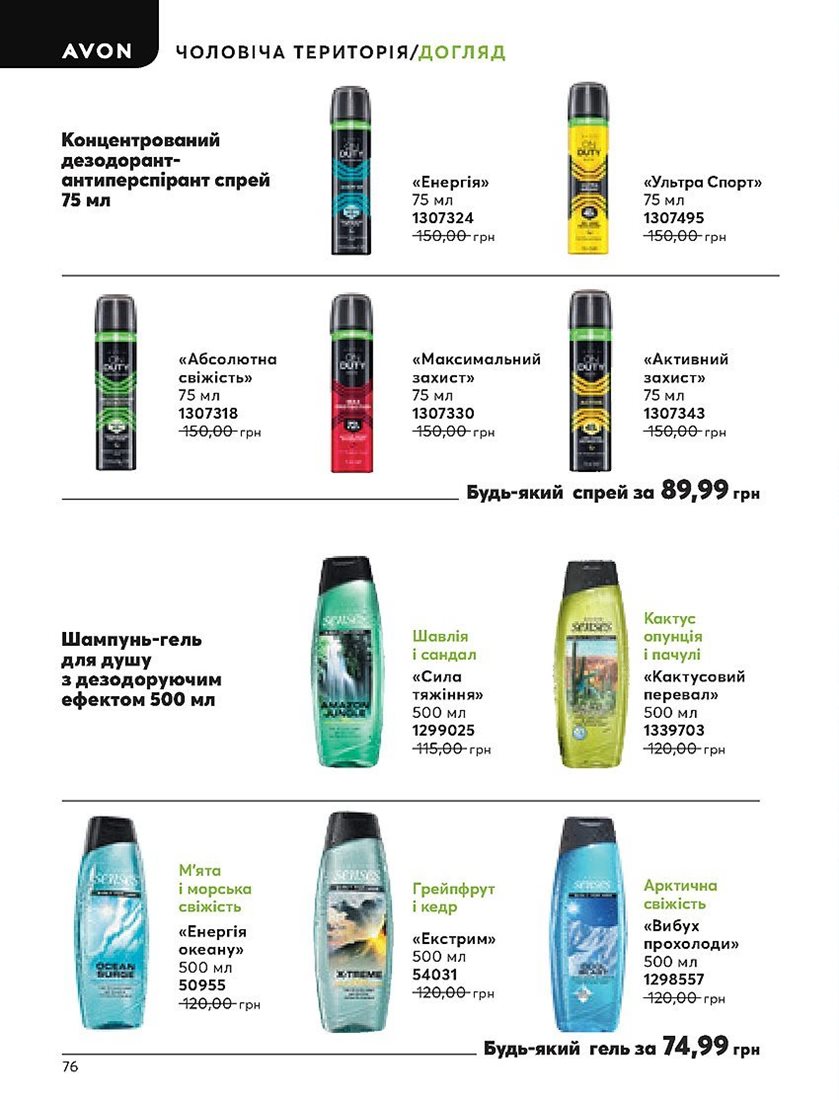 AVON
ЧОЛОВІЧА ТЕРИТОРІЯ/ДОГЛЯД
Концентрований
дезодорант-
антиперспірант спрей
75 мл
ON
DUTY
«Енергія»
75 мл
1307324
150,00 грн
ON
DUTY
ULTRA
«Ультра Спорт»
75 мл
1307495
150,00 грн
ON
DUTY
«Абсолютна
свіжість»
75 мл
1307318
150,00 грн
ON
DUTY
MAX
«Максимальний
захист»
75 мл
1307330
150,00 грн
ON
DUTY
«Активний
захист»
75 мл
1307343
150,00 грн
Будь-який спрей за 89,99 грн
Шампунь-гель
для душу
з дезодоруючим
ефектом 500 мл
senses
AMAZON
JUNGLE
Шавлія
і сандал
«Сила
тяжіння»
500 мл
1299025
115,00 грн
senses
Кактус
опунція
і пачулі
«Кактусовий
перевал»
500 мл
1339703
120,00 грн
senses
OCEAN
SURGE
М'ята
і морська
свіжість
«Енергія
океану»
500 мл
50955
120,00 грн
senses
X-TREME
Грейпфрут
і кедр
«Екстрим»
500 мл
54031
120,00 грн
senses
COOL
BLAST
Арктична
свіжість
«Вибух
прохолоди»
500 мл
1298557
120,00 грн
Будь-який гель за 74,99 грн
76